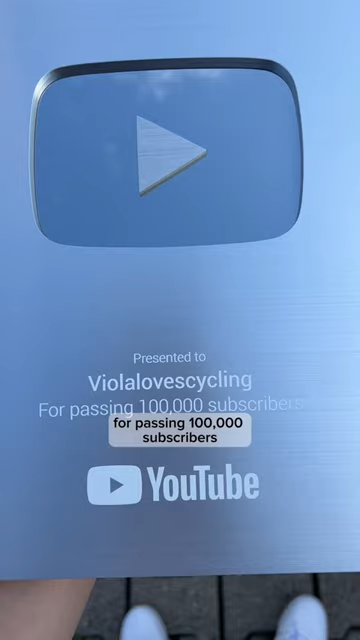 Presented to
Violalovescycling
For passing 100,000 subscribers
for passing 100,000
subscribers
YouTube